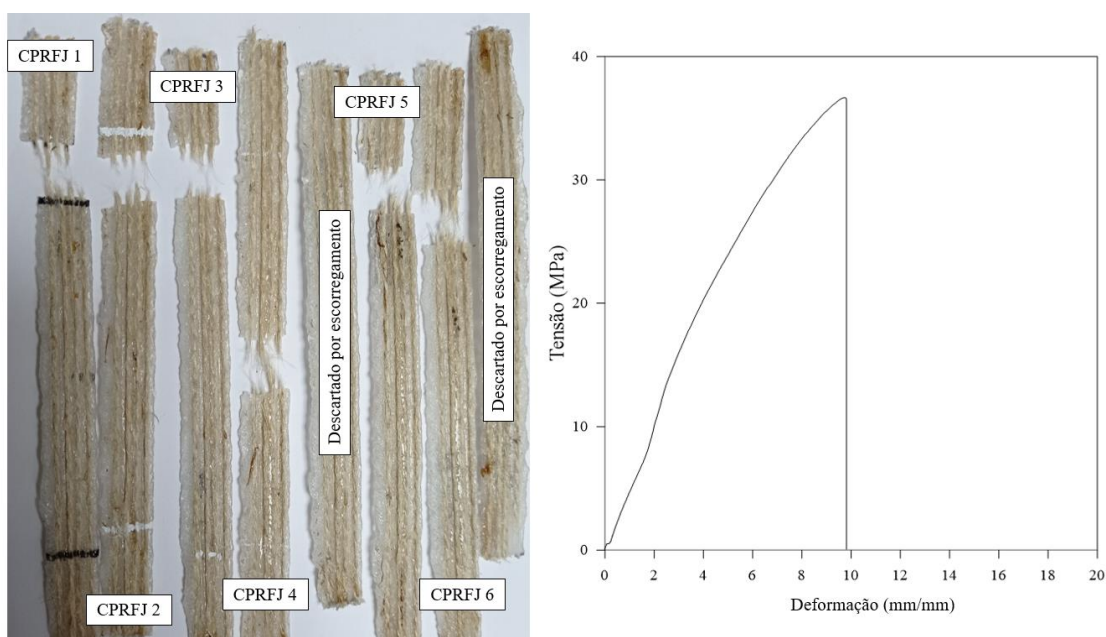 CPRFJ 1
CPRFJ 3
CPRFJ 5
Descartado por escorregamento
Descartado por escorregamento
CPRFJ 2
CPRFJ 4
CPRFJ 6
Tensão (MPa)
40
30
20
10
0
0 2 4 6 8 10 12 14 16 18 20
Deformação (mm/mm)